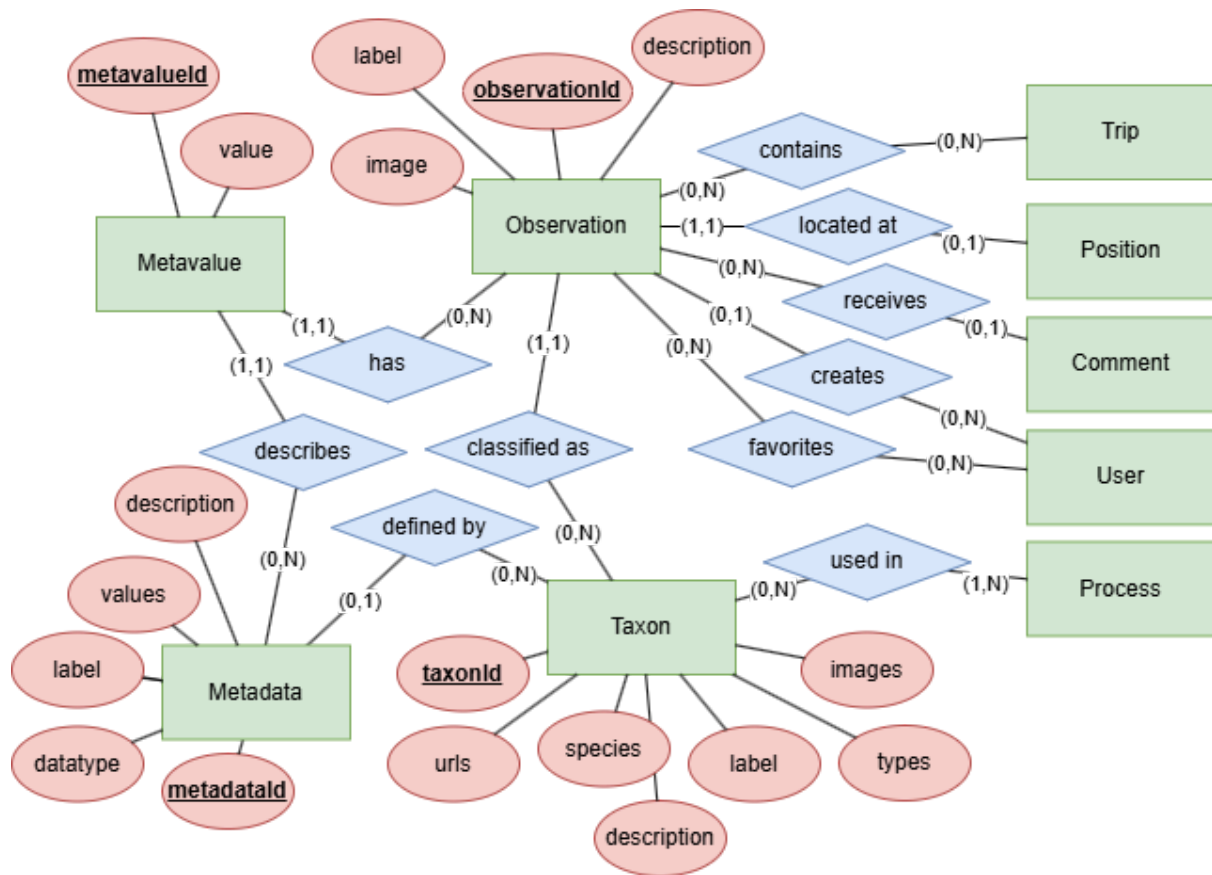 description
label
metavalueId
observationId
Trip
contains
(0,N)
value
image
(0,N)
Observation
located at
(1,1)
(0,1)
Position
Metavalue
(0,N)
receives
(0,1)
(1,1)
(0,N)
(0,1)
Comment
(1,1)
(1,1)
has
(0,N)
creates
(0,N)
describes
classified as
favorites
(0,N)
User
description
defined by
(0,N)
used in
(0,N)
(0,N)
(0,N)
(1,N)
Process
values
(0,1)
Taxon
label
taxonId
images
Metadata
datatype
urls
species
label
types
metadataId
description